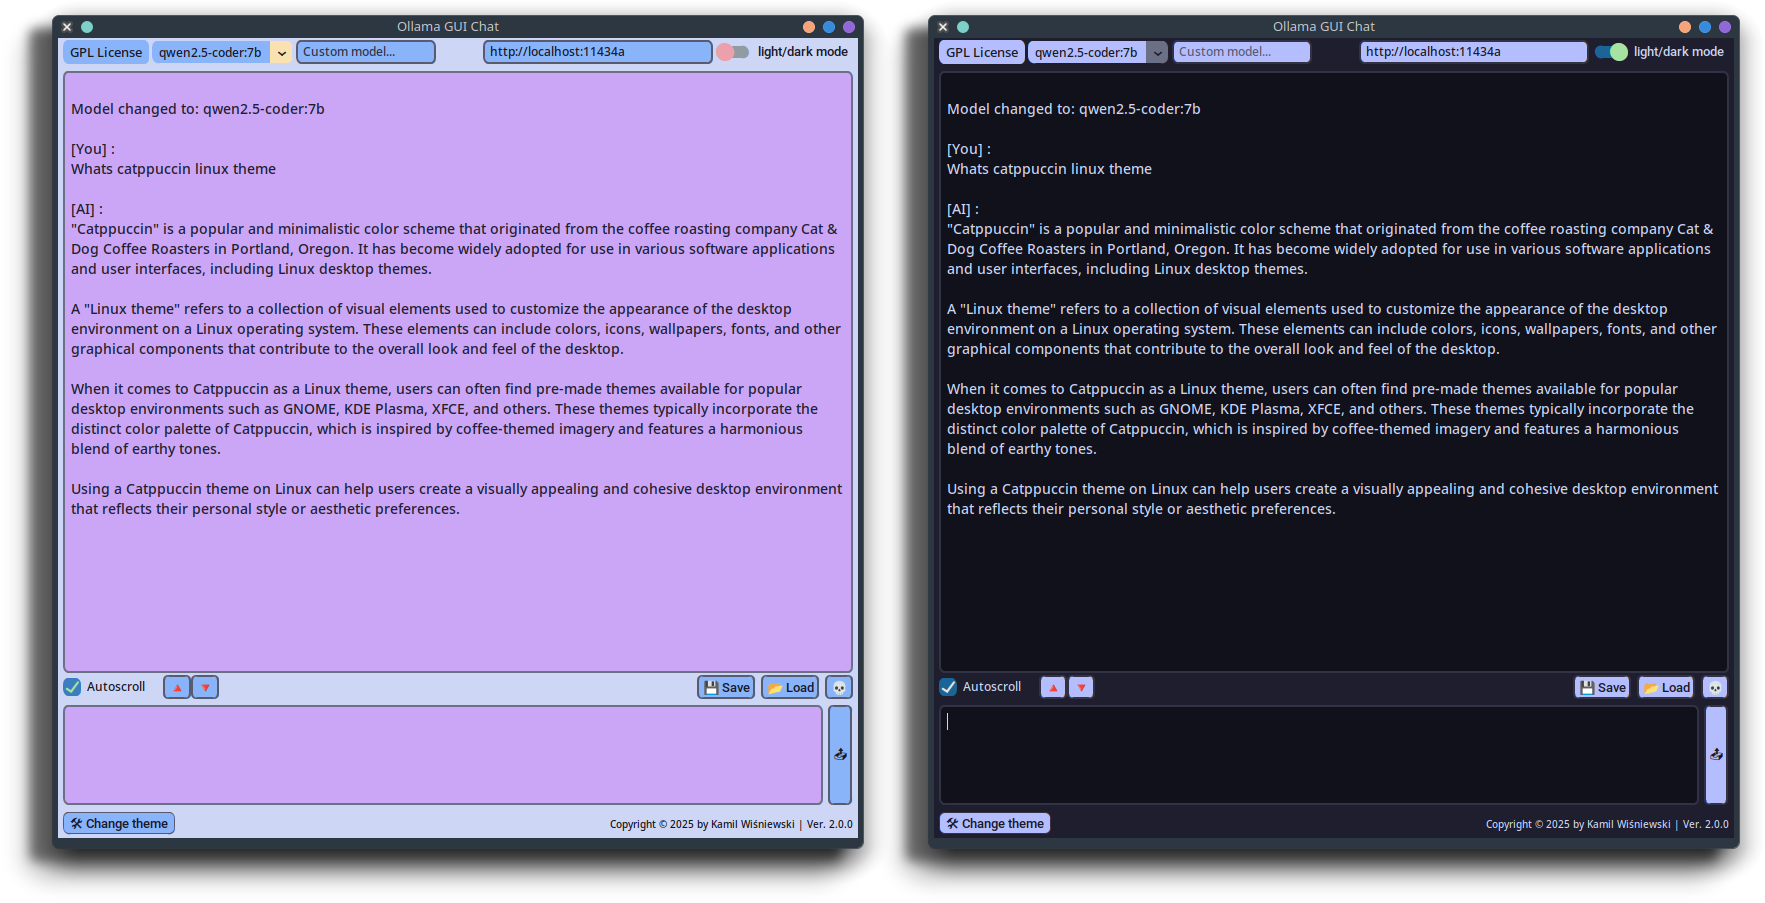 Ollama GUI Chat
GPL License qwen2.5-coder:7b Custom model... http://localhost:11434a light/dark mode
Model changed to: qwen2.5-coder:7b
[You] :
Whats catppuccin linux theme
[AI] :
"Catppuccin" is a popular and minimalistic color scheme that originated from the coffee roasting company Cat &
Dog Coffee Roasters in Portland, Oregon. It has become widely adopted for use in various software applications
and user interfaces, including Linux desktop themes.
A "Linux theme" refers to a collection of visual elements used to customize the appearance of the desktop
environment on a Linux operating system. These elements can include colors, icons, wallpapers, fonts, and other
graphical components that contribute to the overall look and feel of the desktop.
When it comes to Catppuccin as a Linux theme, users can often find pre-made themes available for popular
desktop environments such as GNOME, KDE Plasma, XFCE, and others. These themes typically incorporate the
distinct color palette of Catppuccin, which is inspired by coffee-themed imagery and features a harmonious
blend of earthy tones.
Using a Catppuccin theme on Linux can help users create a visually appealing and cohesive desktop environment
that reflects their personal style or aesthetic preferences.
Autoscroll Save Load
Change theme Copyright © 2025 by Kamil Wiśniewski | Ver. 2.0.0
Ollama GUI Chat
GPL License qwen2.5-coder:7b Custom model... http://localhost:11434a light/dark mode
Model changed to: qwen2.5-coder:7b
[You] :
Whats catppuccin linux theme
[AI] :
"Catppuccin" is a popular and minimalistic color scheme that originated from the coffee roasting company Cat &
Dog Coffee Roasters in Portland, Oregon. It has become widely adopted for use in various software applications
and user interfaces, including Linux desktop themes.
A "Linux theme" refers to a collection of visual elements used to customize the appearance of the desktop
environment on a Linux operating system. These elements can include colors, icons, wallpapers, fonts, and other
graphical components that contribute to the overall look and feel of the desktop.
When it comes to Catppuccin as a Linux theme, users can often find pre-made themes available for popular
desktop environments such as GNOME, KDE Plasma, XFCE, and others. These themes typically incorporate the
distinct color palette of Catppuccin, which is inspired by coffee-themed imagery and features a harmonious
blend of earthy tones.
Using a Catppuccin theme on Linux can help users create a visually appealing and cohesive desktop environment
that reflects their personal style or aesthetic preferences.
Autoscroll Save Load
Change theme Copyright © 2025 by Kamil Wiśniewski | Ver. 2.0.0